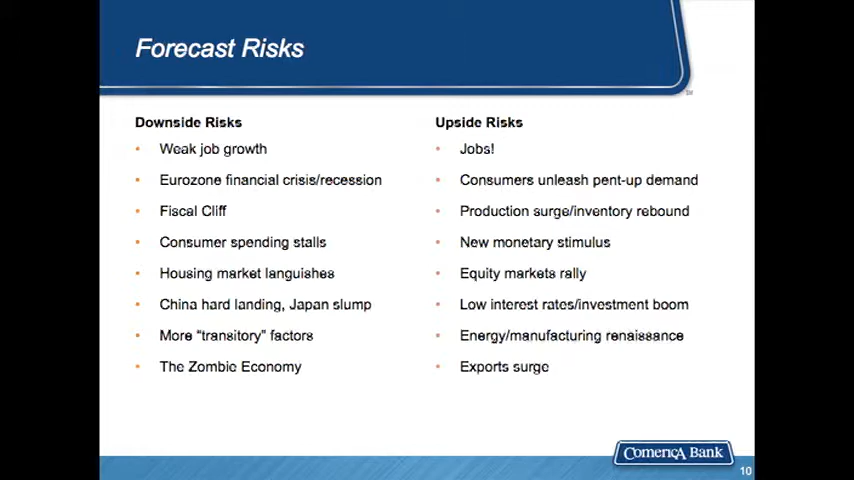 Forecast Risks
Downside Risks
• Weak job growth
• Eurozone financial crisis/recession
• Fiscal Cliff
• Consumer spending stalls
• Housing market languishes
• China hard landing, Japan slump
• More “transitory” factors
• The Zombie Economy
Upside Risks
• Jobs!
• Consumers unleash pent-up demand
• Production surge/inventory rebound
• New monetary stimulus
• Equity markets rally
• Low interest rates/investment boom
• Energy/manufacturing renaissance
• Exports surge
ComericA Bank
10